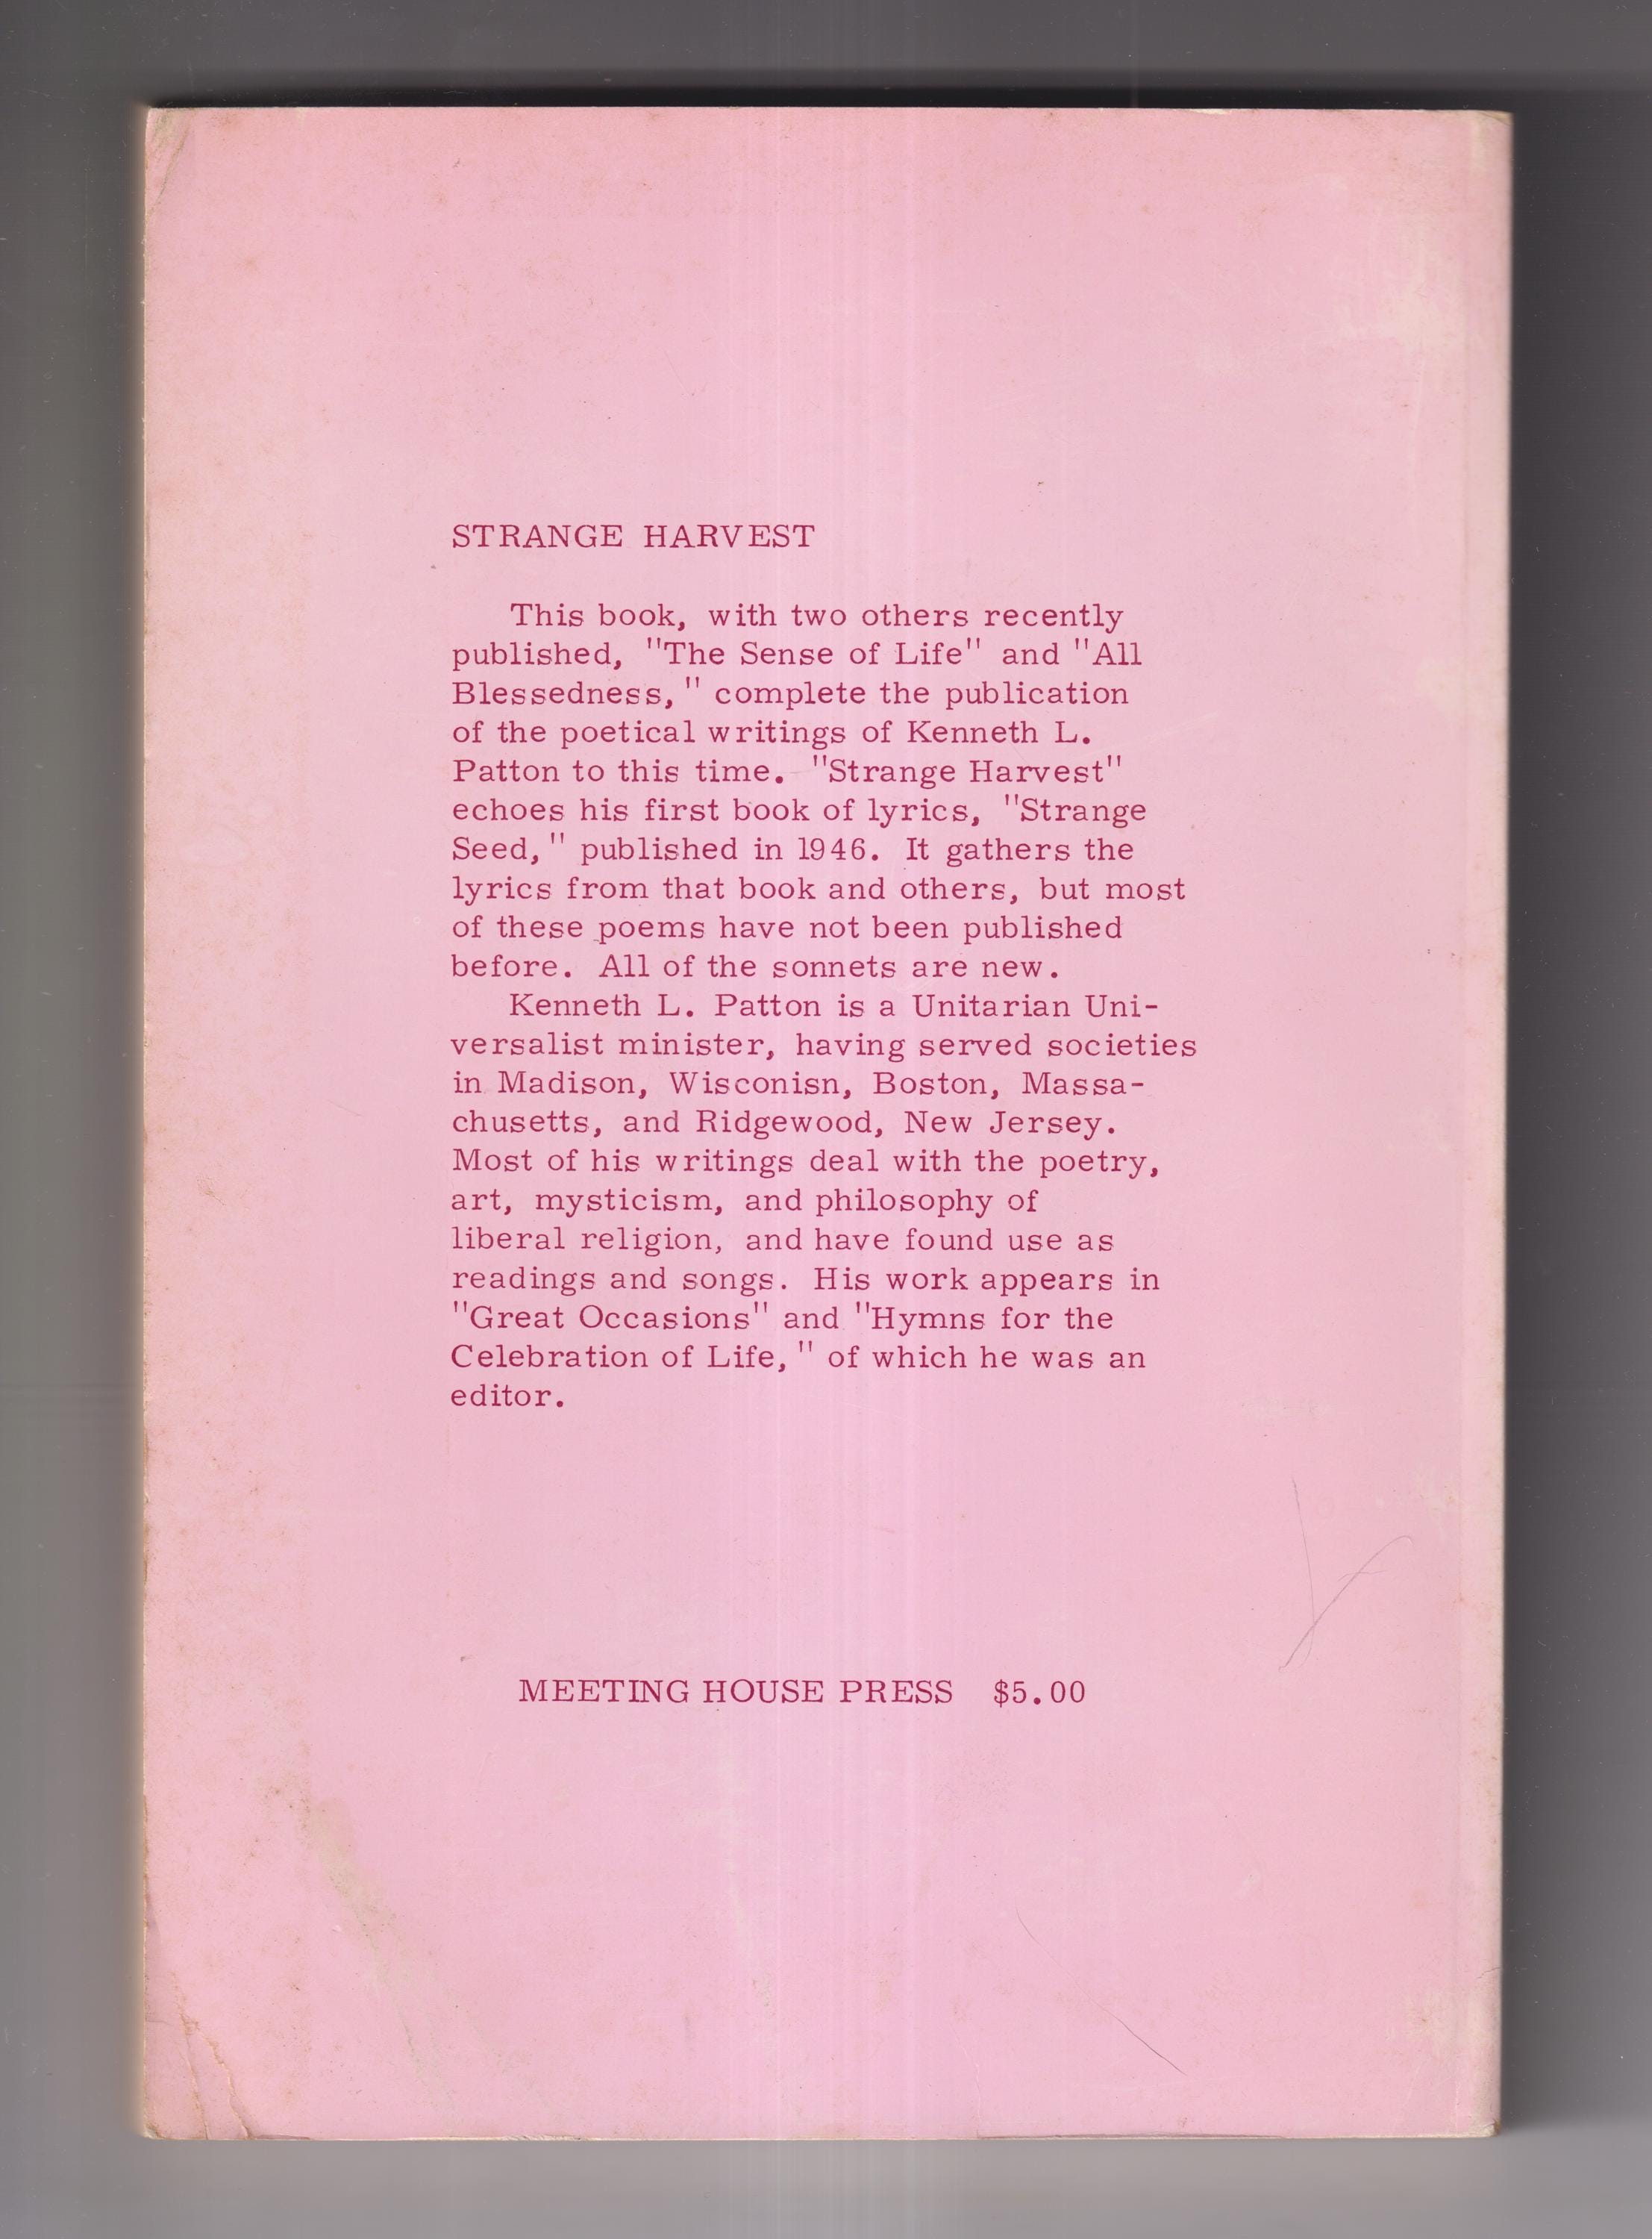 STRANGE HARVEST
This book, with two others recently
published, "The Sense of Life" and "All
Blessedness," complete the publication
of the poetical writings of Kenneth L.
Patton to this time. "Strange Harvest"
echoes his first book of lyrics, "Strange
Seed," published in 1946. It gathers the
lyrics from that book and others, but most
of these poems have not been published
before. All of the sonnets are new.
Kenneth L. Patton is a Unitarian Uni-
versalist minister, having served societies
in Madison, Wisconisn, Boston, Massa-
chusetts, and Ridgewood, New Jersey.
Most of his writings deal with the poetry,
art, mysticism, and philosophy of
liberal religion, and have found use as
readings and songs. His work appears in
"Great Occasions" and "Hymns for the
Celebration of Life," of which he was an
editor.
MEETING HOUSE PRESS $5.00